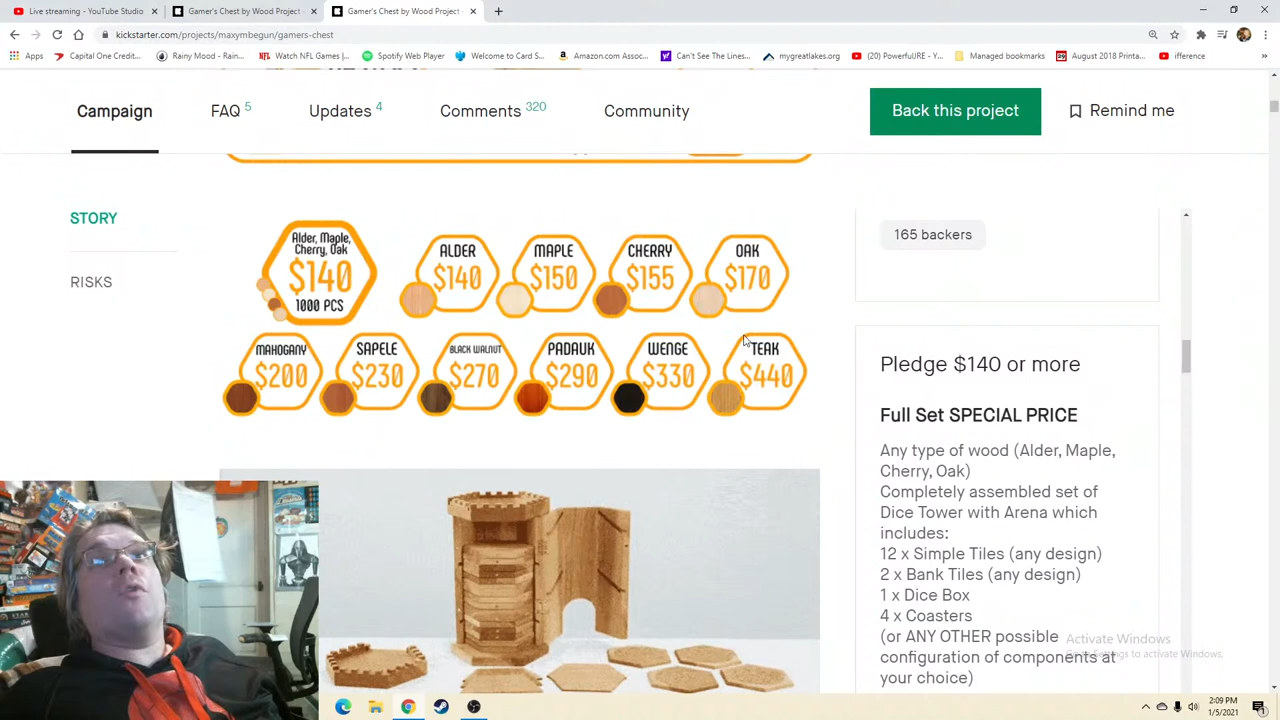 Live streaming - YouTube Studio
Gamer's Chest by Wood Project -
Gamer's Chest by Wood Project -
kickstarter.com/projects/maxymbegun/gamers-chest
Apps
Capital One Credit...
Rainy Mood - Rain...
Watch NFL Games |
Spotify Web Player
Welcome to Card S...
Amazon.com Assoc...
Can't See The Lines...
mygreatlakes.org
(20) PowerfulJRE - Y...
Managed bookmarks
August 2018 Printa...
ifference
Campaign
FAQ 5
Updates 4
Comments 320
Community
Back this project
Remind me
STORY
RISKS
Alder, Maple,
Cherry, Oak
$140
1000 PCS
ALDER
$140
MAPLE
$150
CHERRY
$155
OAK
$170
MAHOGANY
$200
SAPELE
$230
BLACK WALNUT
$270
PADAUK
$290
WENGE
$330
TEAK
$440
165 backers
Pledge $140 or more
Full Set SPECIAL PRICE
Any type of wood (Alder, Maple,
Cherry, Oak)
Completely assembled set of
Dice Tower with Arena which
includes:
12 x Simple Tiles (any design)
2 x Bank Tiles (any design)
1 x Dice Box
4 x Coasters
(or ANY OTHER possible
configuration of components at
your choice)
Activate Windows
Go to Settings to activate Windows.
2:09 PM
1/5/2021